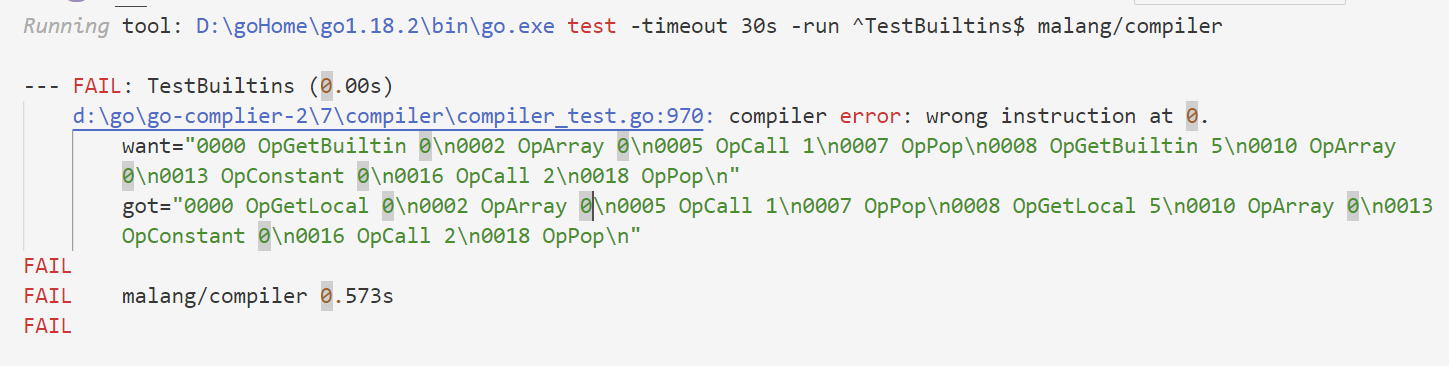 Running tool: D:\goHome\go1.18.2\bin\go.exe test -timeout 30s -run ^TestBuiltins$ malang/compiler
--- FAIL: TestBuiltins (0.00s)
d:\go\go-complier-2\7\compiler\compiler_test.go:970: compiler error: wrong instruction at 0.
want="0000 OpGetBuiltin 0\n0002 OpArray 0\n0005 OpCall 1\n0007 OpPop\n0008 OpGetBuiltin 5\n0010 OpArray
0\n0013 OpConstant 0\n0016 OpCall 2\n0018 OpPop\n"
got="0000 OpGetLocal 0\n0002 OpArray 0\n0005 OpCall 1\n0007 OpPop\n0008 OpGetLocal 5\n0010 OpArray 0\n0013
OpConstant 0\n0016 OpCall 2\n0018 OpPop\n"
FAIL
FAIL malang/compiler 0.573s
FAIL